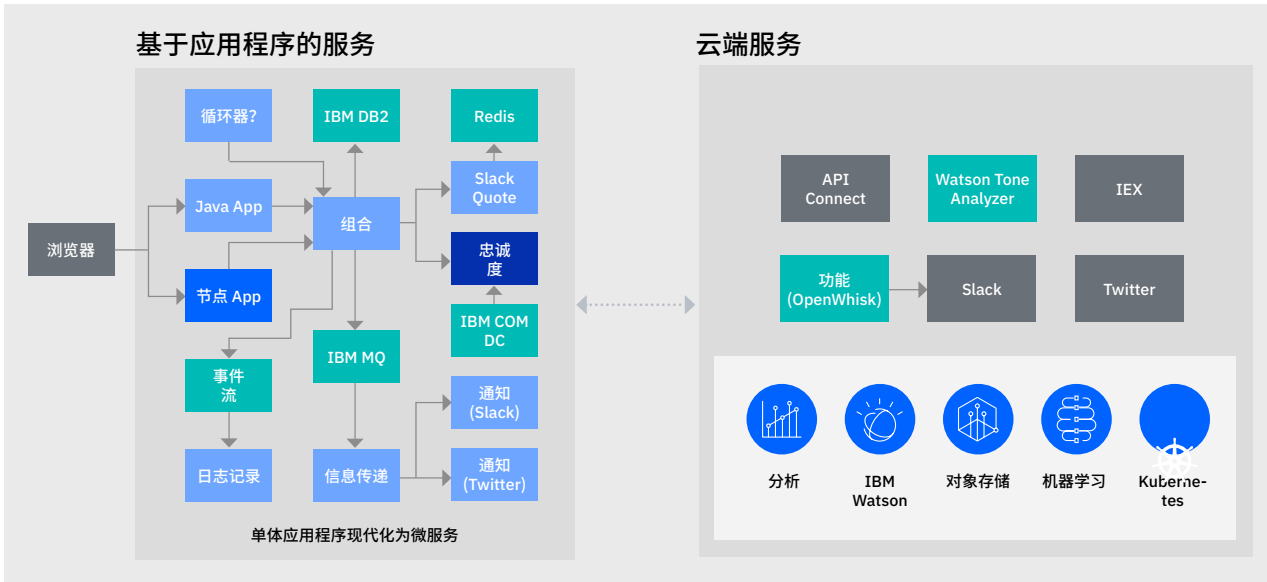 基于应用程序的服务
循环器?
IBM DB2
Redis
Java App
组合
Slack
Quote
浏览器
节点 App
忠诚
度
IBM COM
DC
IBM MQ
事件
流
通知
(Slack)
日志记录
信息传递
通知
(Twitter)
单体应用程序现代化为微服务
云端服务
API
Connect
Watson Tone
Analyzer
IEX
功能
(OpenWhisk)
Slack
Twitter
分析
IBM
Watson
对象存储
机器学习
Kuberne-
tes